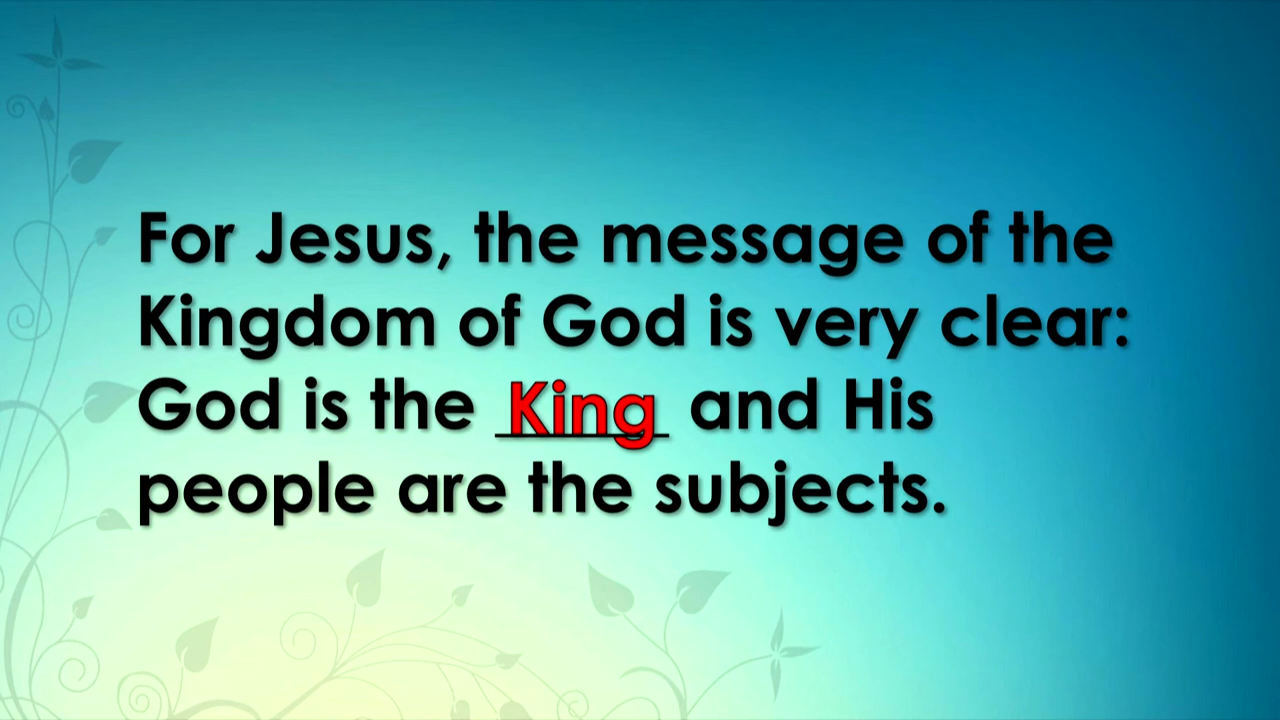 For Jesus, the message of the
Kingdom of God is very clear:
God is the King and His
people are the subjects.